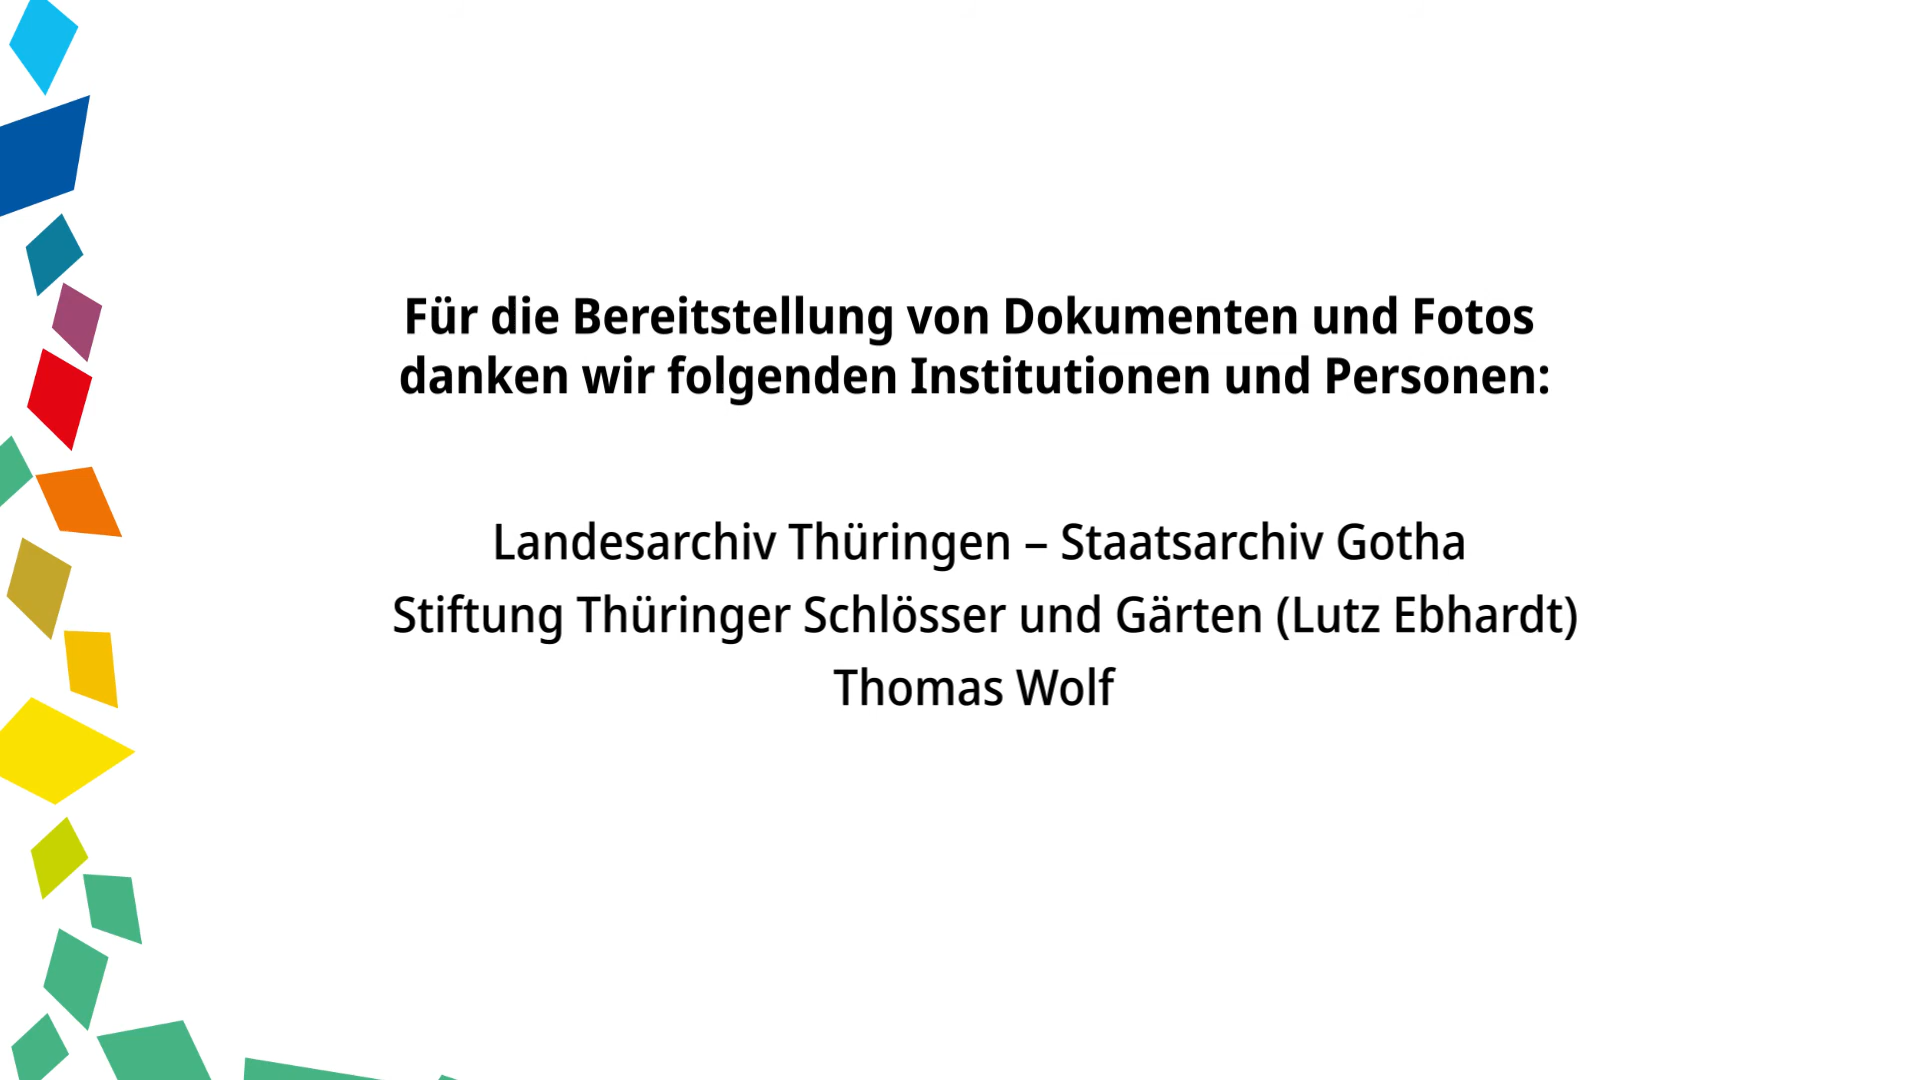 Für die Bereitstellung von Dokumenten und Fotos
danken wir folgenden Institutionen und Personen:
Landesarchiv Thüringen – Staatsarchiv Gotha
Stiftung Thüringer Schlösser und Gärten (Lutz Ebhardt)
Thomas Wolf